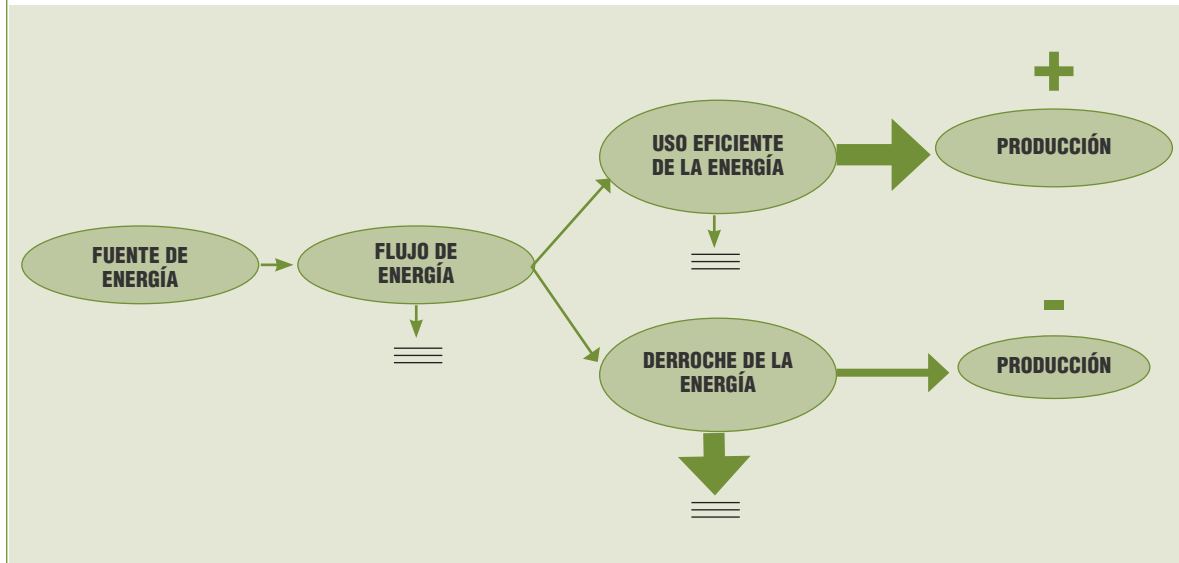 FUENTE DE
ENERGÍA
FLUJO DE
ENERGÍA
USO EFICIENTE
DE LA ENERGÍA
+
PRODUCCIÓN
DERROCHE DE LA
ENERGÍA
-
PRODUCCIÓN